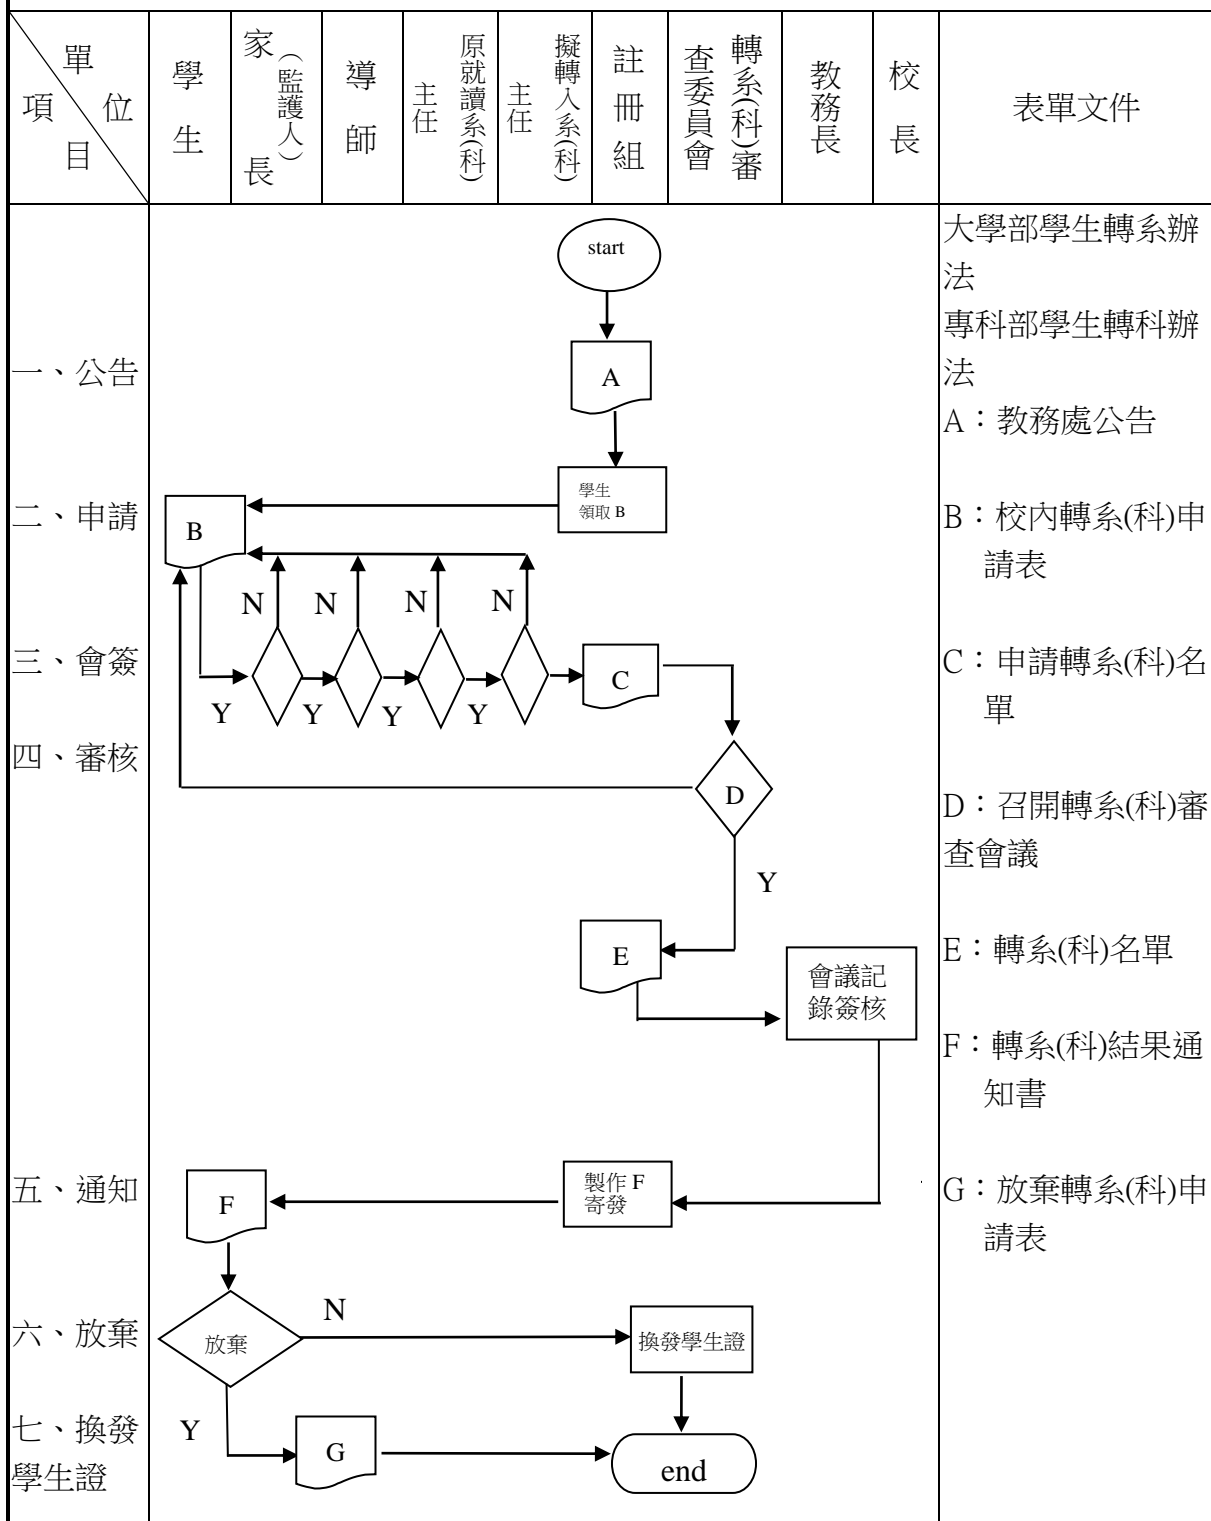 單
位
項
目
學
生
家
長
（監護人）
導
師
原就讀系(科)
主任
擬轉入系(科)
主任
註
冊
組
轉系(科)審
查委員會
教務長
校
長
表單文件
一、公告
二、申請
三、會簽
四、審核
五、通知
六、放棄
七、換發
學生證
start
A
學生
領取 B
B
N
N
N
N
Y
Y
Y
Y
C
D
Y
E
會議記
錄簽核
製作 F
寄發
F
放棄
N
換發學生證
Y
G
end
大學部學生轉系辦
法
專科部學生轉科辦
法
A：教務處公告
B：校內轉系(科)申
請表
C：申請轉系(科)名
單
D：召開轉系(科)審
查會議
E：轉系(科)名單
F：轉系(科)結果通
知書
G：放棄轉系(科)申
請表